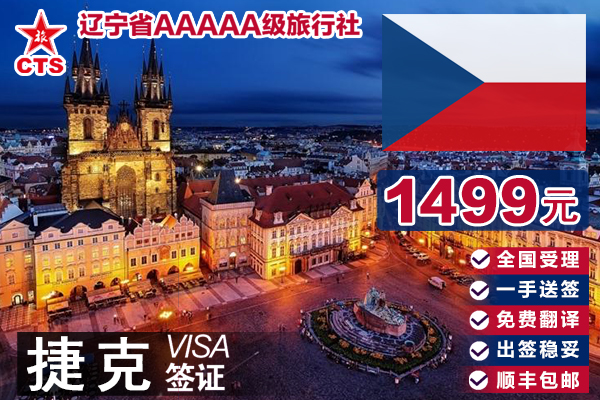 旅
CTS
辽宁省AAAAA级旅行社
1499元
全国受理
一手送签
免费翻译
出签稳妥
顺丰包邮
捷克
VISA
签证